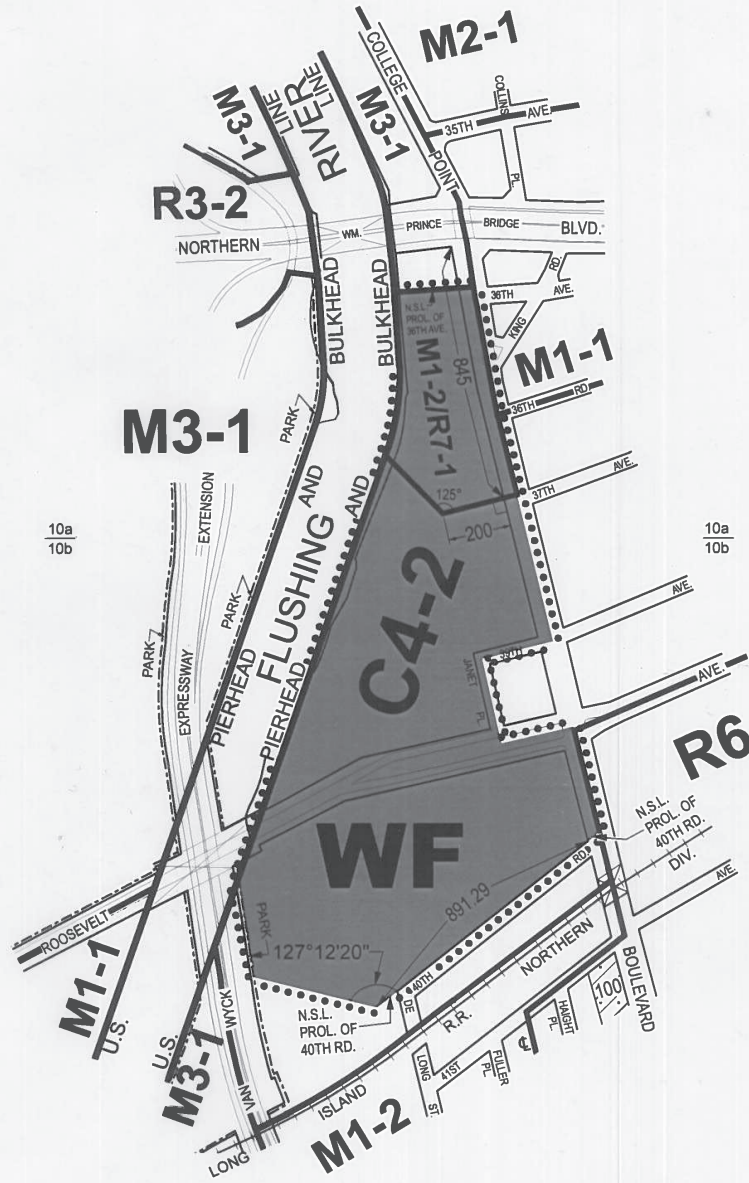 M2-1
COLLEGE
POINT
COLLINS
PL.
35TH AVE.
M3-1
LINE
RIVER
LINE
M3-1
R3-2
NORTHERN
WM.
PRINCE
BRIDGE
BLVD.
BULKHEAD
BULKHEAD
N.S.L.
PROL. OF
36TH AVE.
36TH
AVE.
KING
RD.
M1-2/R7-1
845
M1-1
36TH RD.
M3-1
PARK
AND
AND
EXTENSION
125°
200
37TH
AVE.
10a
10b
10a
10b
FLUSHING
C4-2
PARK
AVE.
PARK
PIERHEAD
PIERHEAD
39TH
JANET
PL.
AVE.
EXPRESSWAY
R6
WF
N.S.L.
PROL. OF
40TH RD.
DIV.
RD.
AVE.
ROOSEVELT
891.29
PARK
127°12'20"
NORTHERN
BOULEVARD
M1-1
U.S.
WYCK
40TH
N.S.L.
PROL. OF
40TH RD.
DE
100
R.R.
HAIGHT
PL.
U.S.
M3-1
VAN
LONG
ST
41ST
FULLER
PL.
℄
ISLAND
M1-2
LONG